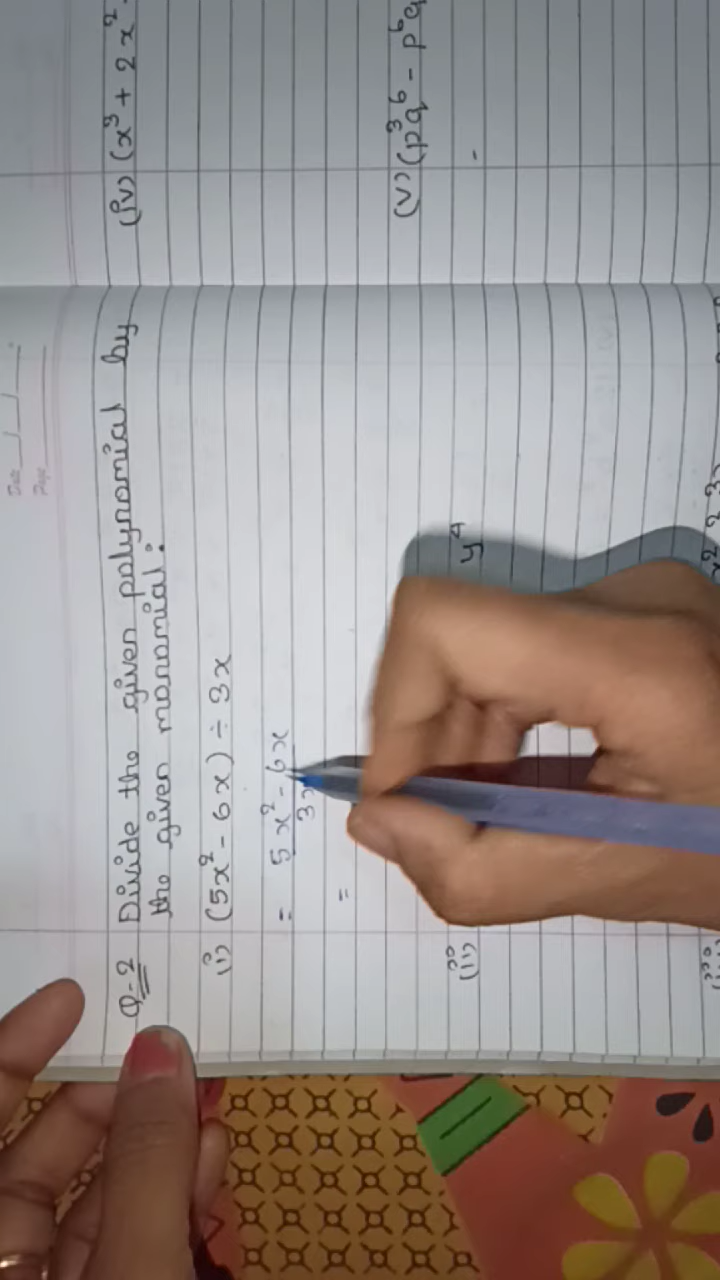 Date
Page
Q-2 Divide the given polynomial by
the given monomial:
(i) (5x² - 6x) ÷ 3x
= 5x² - 6x
3x
=
(ii) y⁴
(iv) (x³ + 2x²
(v) (p³q⁶ - p⁶q